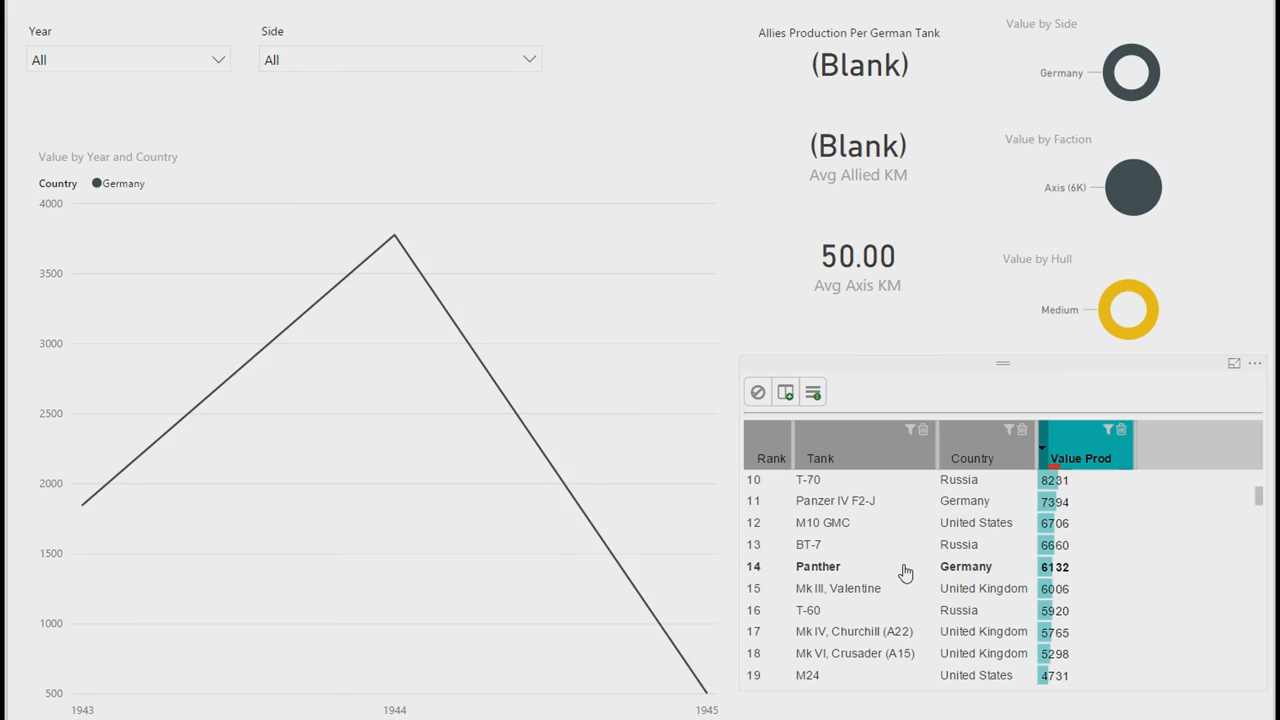 Year
All
Side
All
Value by Year and Country
Country Germany
4000
3500
3000
2500
2000
1500
1000
500
1943 1944 1945
Allies Production Per German Tank
(Blank)
(Blank)
Avg Allied KM
50.00
Avg Axis KM
Value by Side
Germany
Value by Faction
Axis (6K)
Value by Hull
Medium
Rank Tank Country Value Prod
10 T-70 Russia 8231
11 Panzer IV F2-J Germany 7394
12 M10 GMC United States 6706
13 BT-7 Russia 6660
14 Panther Germany 6132
15 Mk III, Valentine United Kingdom 6006
16 T-60 Russia 5920
17 Mk IV, Churchill (A22) United Kingdom 5765
18 Mk VI, Crusader (A15) United Kingdom 5298
19 M24 United States 4731